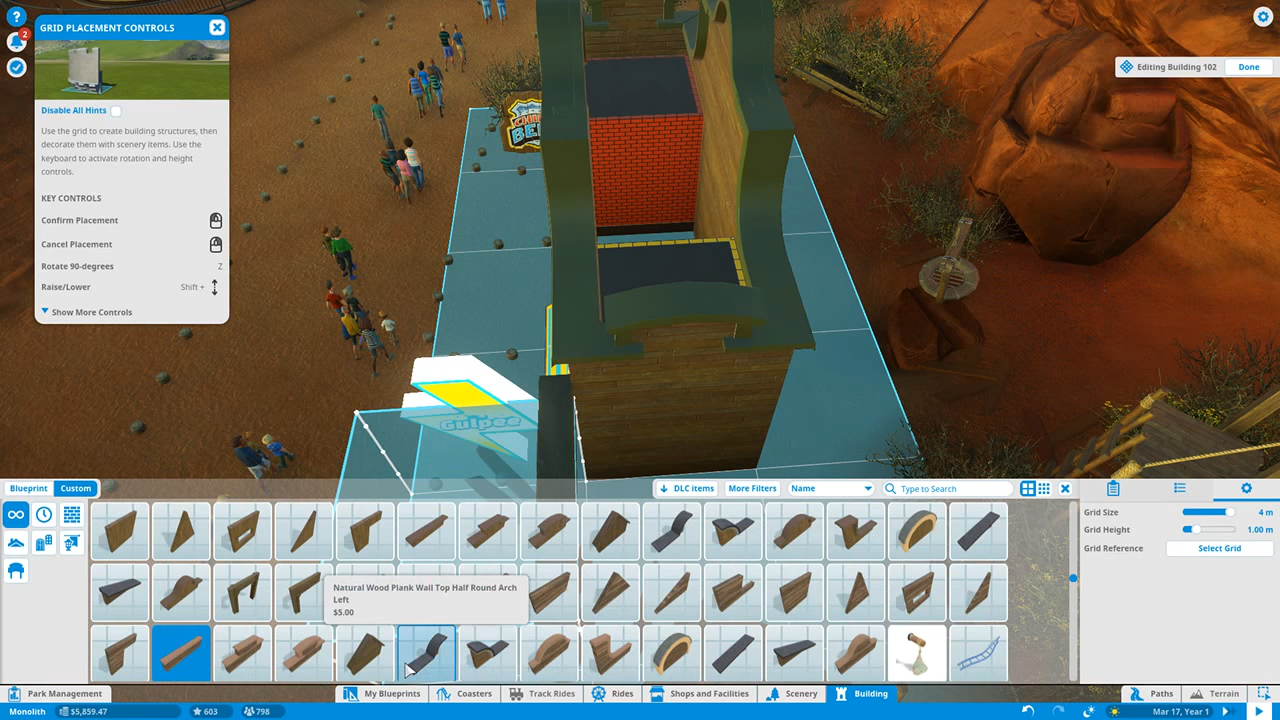 ?
2
GRID PLACEMENT CONTROLS
Disable All Hints
Use the grid to create building structures, then
decorate them with scenery items. Use the
keyboard to activate rotation and height
controls.
KEY CONTROLS
Confirm Placement
Cancel Placement
Rotate 90-degrees Z
Raise/Lower Shift +
Show More Controls
Editing Building 102 Done
Gulpee
Blueprint Custom
DLC items More Filters Name Type to Search
Grid Size 4 m
Grid Height 1.00 m
Grid Reference Select Grid
Natural Wood Plank Wall Top Half Round Arch
Left
$5.00
Park Management My Blueprints Coasters Track Rides Rides Shops and Facilities Scenery Building Paths Terrain
Monolith $5,859.47 603 798 Mar 17, Year 1